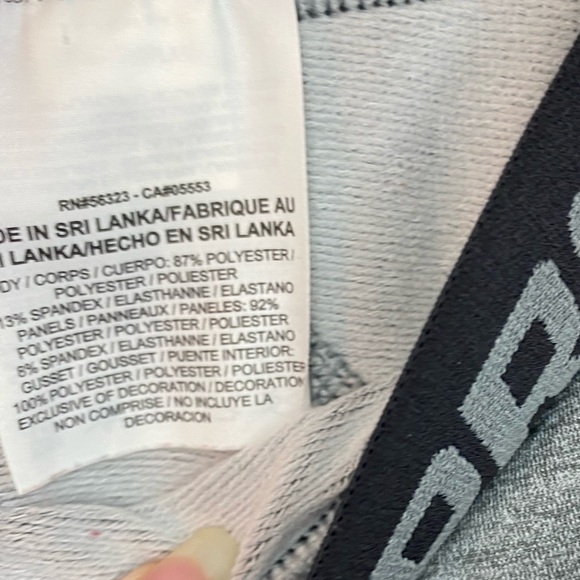 RN#56323 - CA#05553
DE IN SRI LANKA/FABRIQUE AU
I LANKA/HECHO EN SRI LANKA
DY / CORPS / CUERPO: 87% POLYESTER /
POLYESTER / POLIESTER
13% SPANDEX / ELASTHANNE / ELASTANO
PANELS / PANNEAUX / PANELES: 92%
POLYESTER / POLYESTER / POLIESTER
8% SPANDEX / ELASTHANNE / ELASTANO
GUSSET / GOUSSET / PUENTE INTERIOR:
100% POLYESTER / POLYESTER / POLIESTER
EXCLUSIVE OF DECORATION / DECORATION
NON COMPRISE / NO INCLUYE LA
DECORACION
PR